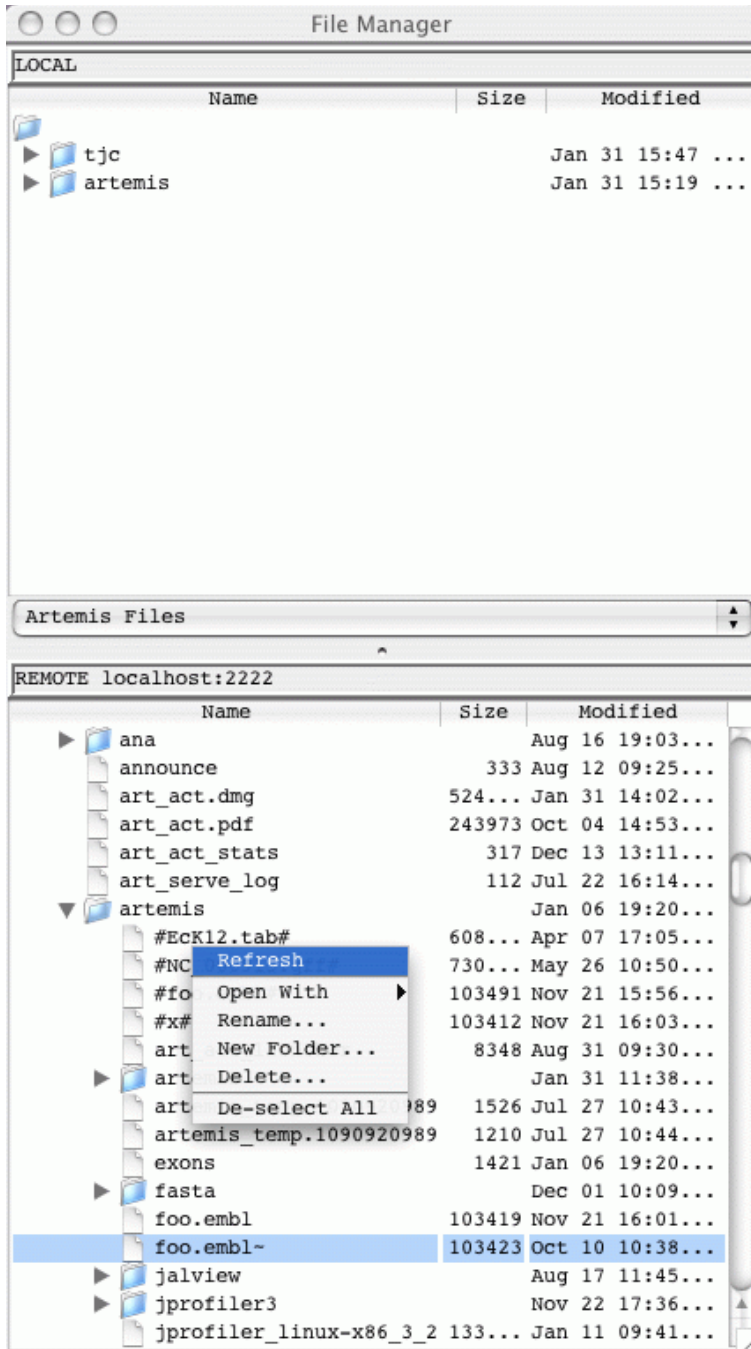 File Manager
LOCAL
Name Size Modified
tjc Jan 31 15:47 ...
artemis Jan 31 15:19 ...
Artemis Files
REMOTE localhost:2222
Name Size Modified
ana Aug 16 19:03...
announce 333 Aug 12 09:25...
art_act.dmg 524... Jan 31 14:02...
art_act.pdf 243973 Oct 04 14:53...
art_act_stats 317 Dec 13 13:11...
art_serve_log 112 Jul 22 16:14...
artemis Jan 06 19:20...
#EcK12.tab# 608... Apr 07 17:05...
#NC 730... May 26 10:50...
Refresh
#fo 103491 Nov 21 15:56...
Open With
#x# 103412 Nov 21 16:03...
Rename...
art 8348 Aug 31 09:30...
New Folder...
art Jan 31 11:38...
Delete...
art 989 1526 Jul 27 10:43...
De-select All
artemis_temp.1090920989 1210 Jul 27 10:44...
exons 1421 Jan 06 19:20...
fasta Dec 01 10:09...
foo.embl 103419 Nov 21 16:01...
foo.embl~ 103423 Oct 10 10:38...
jalview Aug 17 11:45...
jprofiler3 Nov 22 17:36...
jprofiler_linux-x86_3_2 133... Jan 11 09:41...